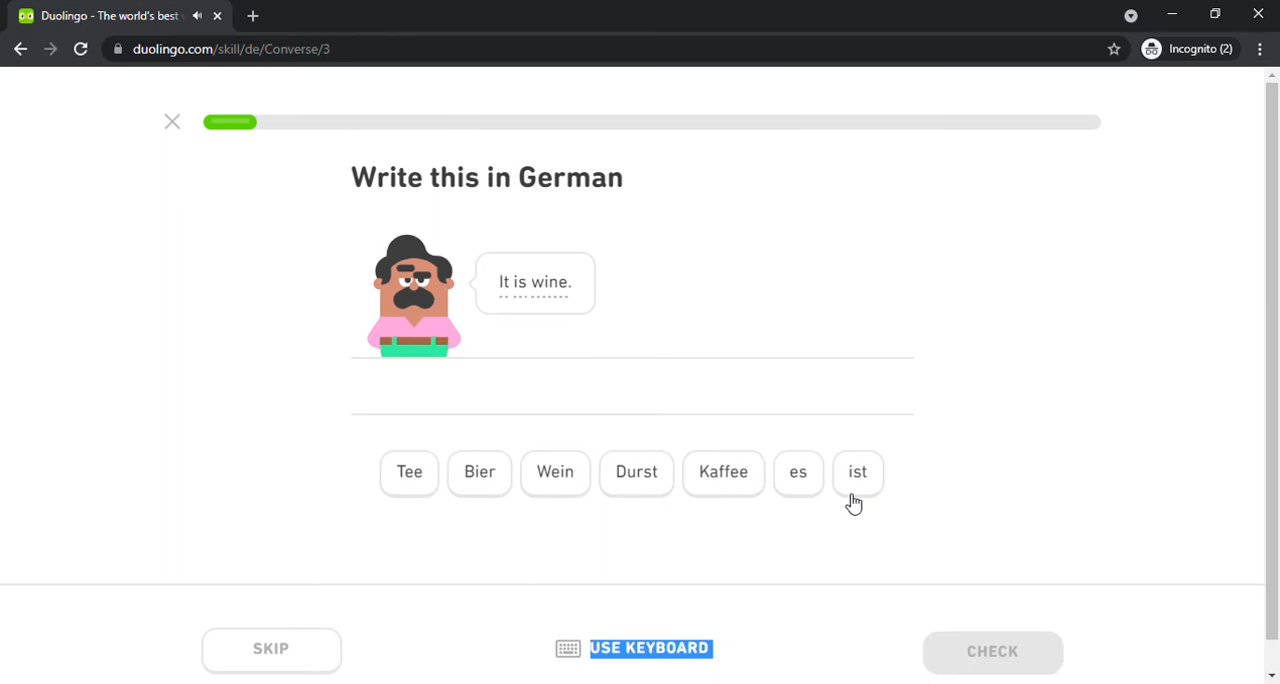 Duolingo - The world's best
duolingo.com/skill/de/Converse/3
Incognito (2)
Write this in German
It is wine.
Tee Bier Wein Durst Kaffee es ist
SKIP USE KEYBOARD CHECK